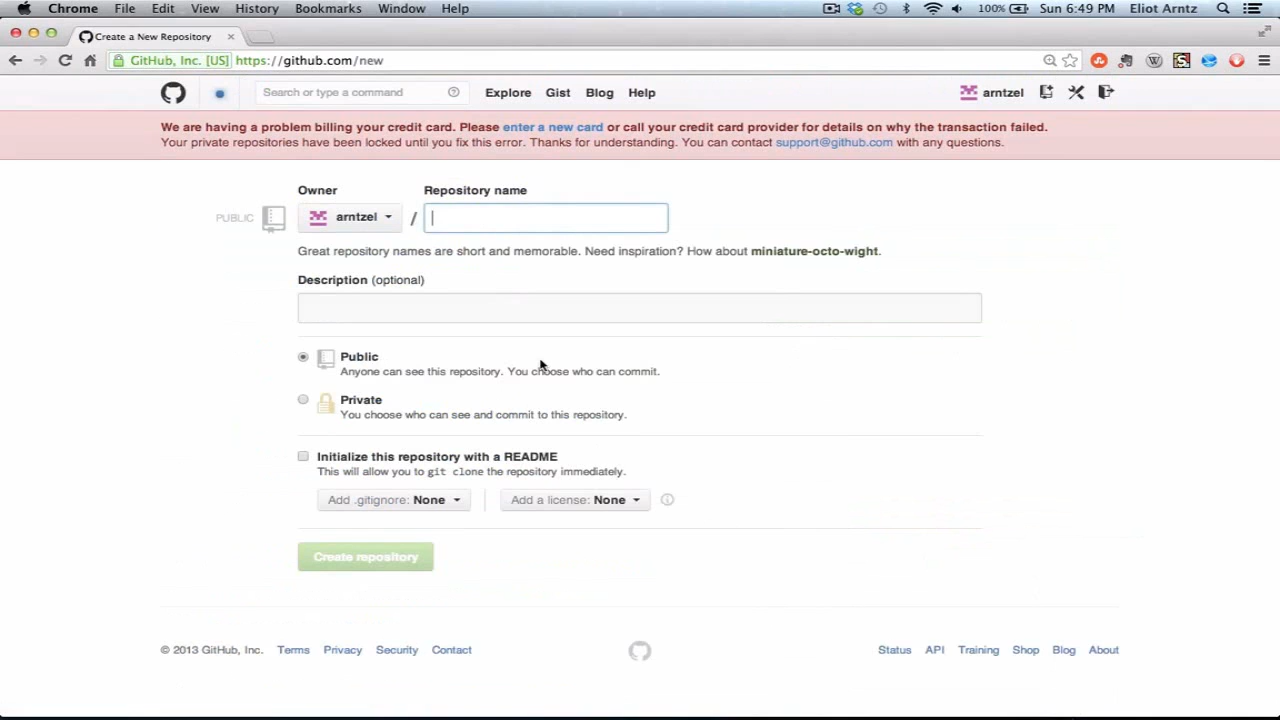 Chrome File Edit View History Bookmarks Window Help 100% Sun 6:49 PM Eliot Arntz
Create a New Repository
GitHub, Inc. [US] https://github.com/new
Search or type a command Explore Gist Blog Help arntzel
We are having a problem billing your credit card. Please enter a new card or call your credit card provider for details on why the transaction failed.
Your private repositories have been locked until you fix this error. Thanks for understanding. You can contact support@github.com with any questions.
Owner Repository name
PUBLIC arntzel /
Great repository names are short and memorable. Need inspiration? How about miniature-octo-wight.
Description (optional)
Public
Anyone can see this repository. You choose who can commit.
Private
You choose who can see and commit to this repository.
Initialize this repository with a README
This will allow you to git clone the repository immediately.
Add .gitignore: None Add a license: None
Create repository
© 2013 GitHub, Inc. Terms Privacy Security Contact Status API Training Shop Blog About